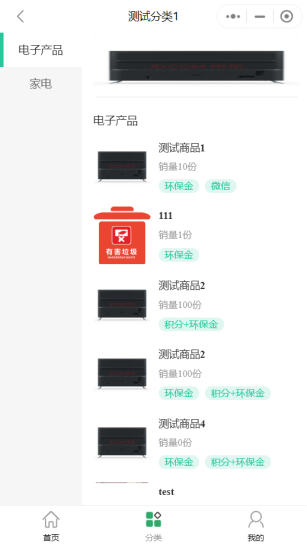 测试分类1
电子产品
家电
电子产品
测试商品1
销量10份
环保金 微信
111
销量1份
环保金
有害垃圾
测试商品2
销量100份
积分+环保金
测试商品2
销量100份
环保金 积分+环保金
测试商品4
销量0份
环保金 积分+环保金
test
首页 分类 我的